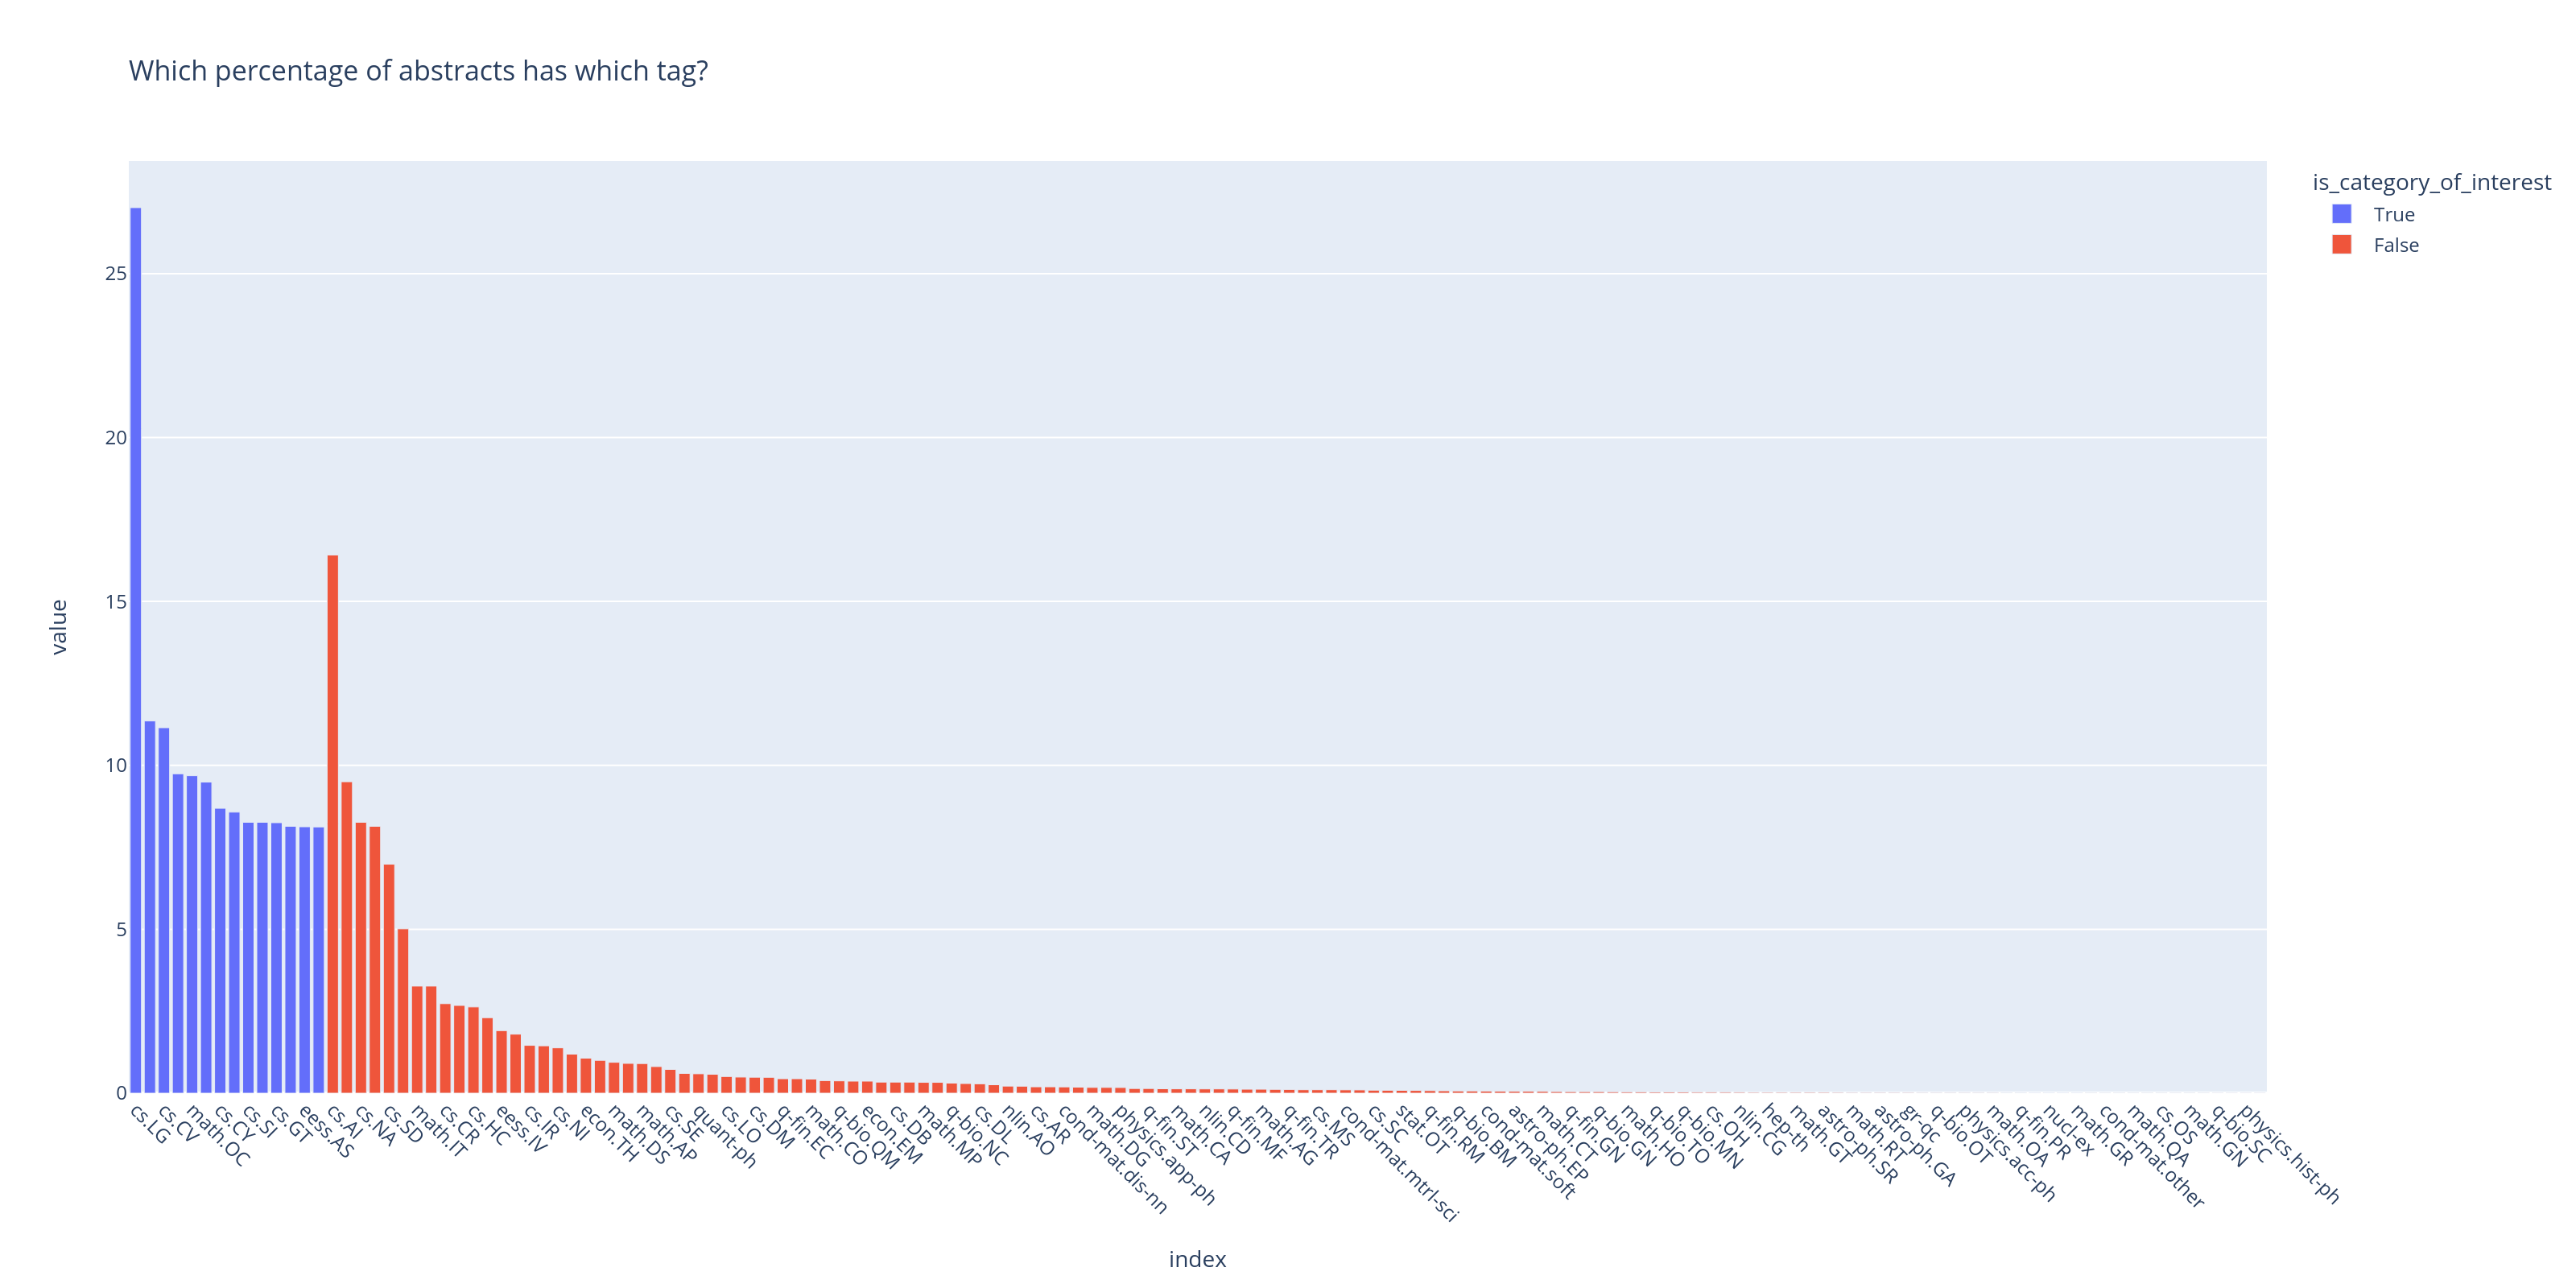 Which percentage of abstracts has which tag?
is_category_of_interest
True
False
25
20
15
10
5
0
value
cs.LG
cs.CV
math.OC
cs.CY
cs.SI
cs.GT
eess.AS
cs.AI
cs.NA
cs.SD
math.IT
cs.CR
cs.HC
eess.IV
cs.IR
cs.NI
econ.TH
math.DS
math.AP
cs.SE
quant-ph
cs.LO
cs.DM
q-fin.EC
math.CO
q-bio.QM
econ.EM
cs.DB
math.MP
q-bio.NC
cs.DL
nlin.AO
cs.AR
cond-mat.dis-nn
math.DG
physics.app-ph
q-fin.ST
math.CA
nlin.CD
q-fin.MF
math.AG
q-fin.TR
cs.MS
cond-mat.mtrl-sci
cs.SC
stat.OT
q-fin.RM
q-bio.BM
cond-mat.soft
astro-ph.EP
math.CT
q-fin.GN
q-bio.GN
math.HO
q-bio.TO
q-bio.MN
cs.OH
nlin.CG
hep-th
math.GT
astro-ph.SR
math.RT
astro-ph.GA
gr-qc
q-bio.OT
physics.acc-ph
math.OA
q-fin.PR
nucl-ex
math.GR
cond-mat.other
math.QA
cs.OS
math.GN
q-bio.SC
physics.hist-ph
index